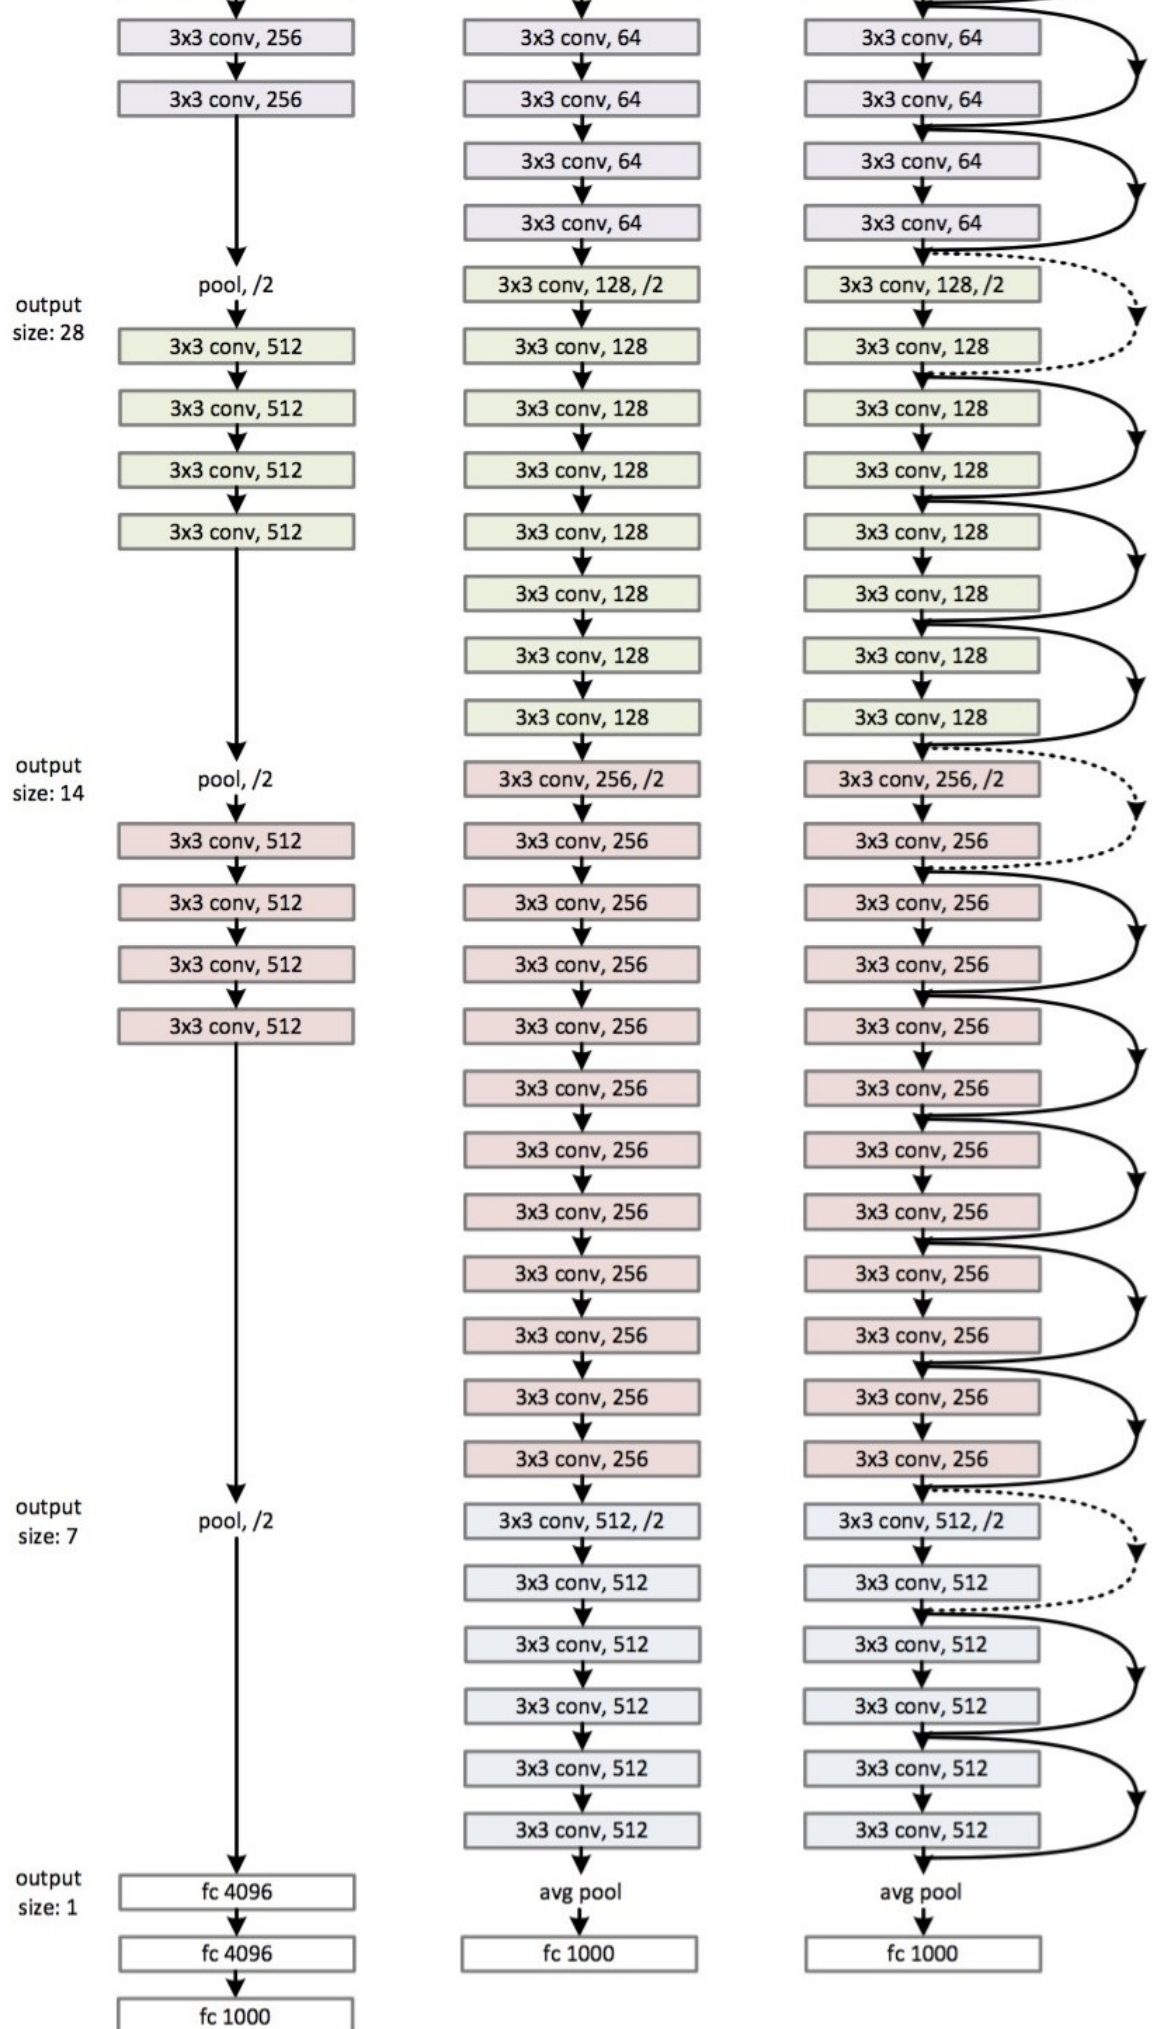 output
size: 28
output
size: 14
output
size: 7
output
size: 1
3x3 conv, 256
3x3 conv, 256
pool, /2
3x3 conv, 512
3x3 conv, 512
3x3 conv, 512
3x3 conv, 512
pool, /2
3x3 conv, 512
3x3 conv, 512
3x3 conv, 512
3x3 conv, 512
pool, /2
fc 4096
fc 4096
fc 1000
3x3 conv, 64
3x3 conv, 64
3x3 conv, 64
3x3 conv, 64
3x3 conv, 128, /2
3x3 conv, 128
3x3 conv, 128
3x3 conv, 128
3x3 conv, 128
3x3 conv, 128
3x3 conv, 128
3x3 conv, 128
3x3 conv, 256, /2
3x3 conv, 256
3x3 conv, 256
3x3 conv, 256
3x3 conv, 256
3x3 conv, 256
3x3 conv, 256
3x3 conv, 256
3x3 conv, 256
3x3 conv, 256
3x3 conv, 256
3x3 conv, 256
3x3 conv, 512, /2
3x3 conv, 512
3x3 conv, 512
3x3 conv, 512
3x3 conv, 512
3x3 conv, 512
avg pool
fc 1000
3x3 conv, 64
3x3 conv, 64
3x3 conv, 64
3x3 conv, 64
3x3 conv, 128, /2
3x3 conv, 128
3x3 conv, 128
3x3 conv, 128
3x3 conv, 128
3x3 conv, 128
3x3 conv, 128
3x3 conv, 128
3x3 conv, 256, /2
3x3 conv, 256
3x3 conv, 256
3x3 conv, 256
3x3 conv, 256
3x3 conv, 256
3x3 conv, 256
3x3 conv, 256
3x3 conv, 256
3x3 conv, 256
3x3 conv, 256
3x3 conv, 256
3x3 conv, 512, /2
3x3 conv, 512
3x3 conv, 512
3x3 conv, 512
3x3 conv, 512
3x3 conv, 512
avg pool
fc 1000